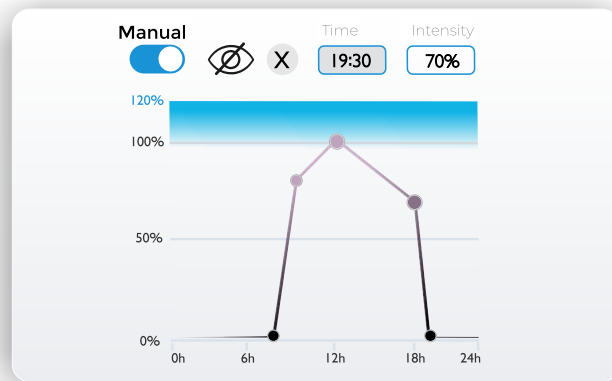 Manual
Time
Intensity
X
19:30
70%
120%
100%
50%
0%
0h
6h
12h
18h
24h